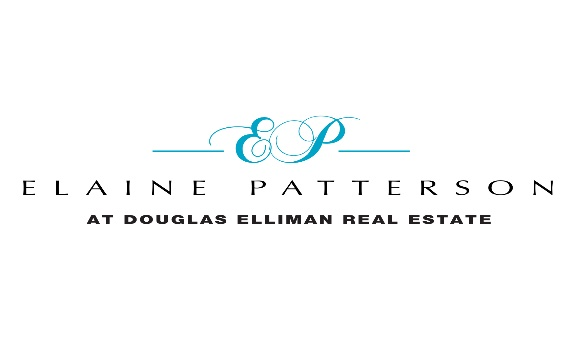 EP
ELAINE PATTERSON
AT DOUGLAS ELLIMAN REAL ESTATE